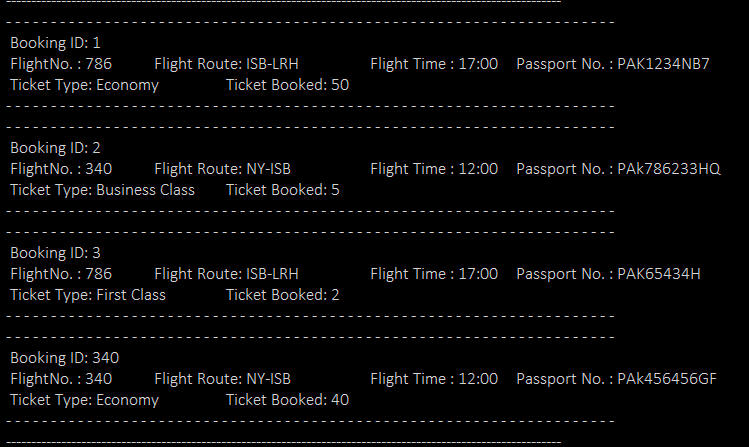 Booking ID: 1
FlightNo. : 786 Flight Route: ISB-LRH Flight Time : 17:00 Passport No. : PAK1234NB7
Ticket Type: Economy Ticket Booked: 50
Booking ID: 2
FlightNo. : 340 Flight Route: NY-ISB Flight Time : 12:00 Passport No. : PAk786233HQ
Ticket Type: Business Class Ticket Booked: 5
Booking ID: 3
FlightNo. : 786 Flight Route: ISB-LRH Flight Time : 17:00 Passport No. : PAK65434H
Ticket Type: First Class Ticket Booked: 2
Booking ID: 340
FlightNo. : 340 Flight Route: NY-ISB Flight Time : 12:00 Passport No. : PAk456456GF
Ticket Type: Economy Ticket Booked: 40